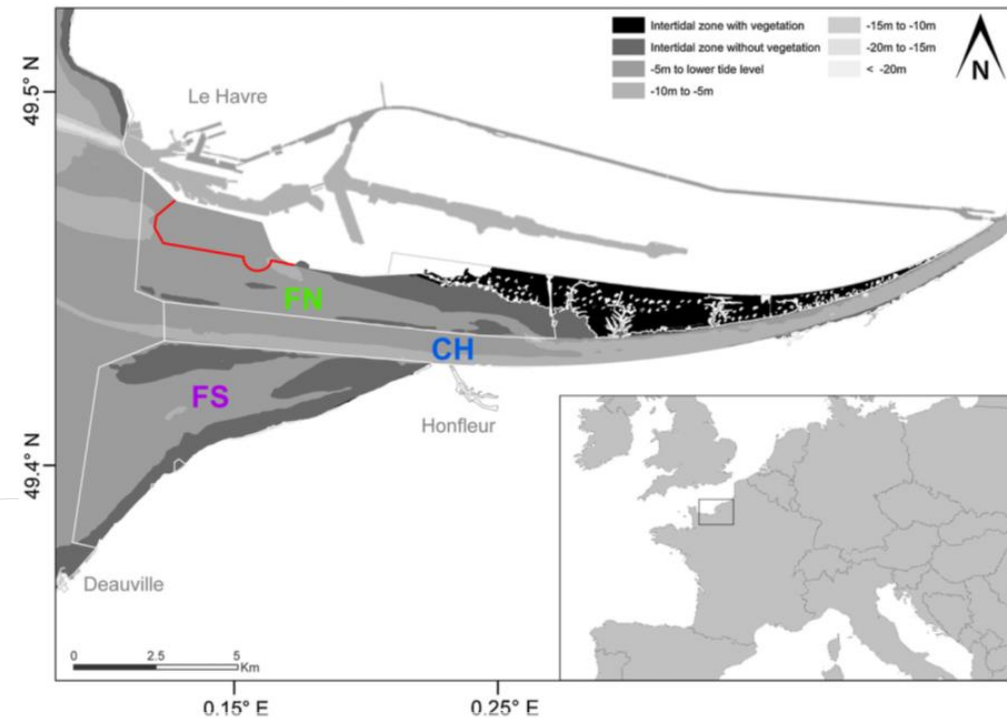 Intertidal zone with vegetation
Intertidal zone without vegetation
-5m to lower tide level
-10m to -5m
-15m to -10m
-20m to -15m
< -20m
N
49.5° N
Le Havre
FN
CH
FS
Honfleur
49.4° N
Deauville
0 2.5 5
Km
0.15° E
0.25° E